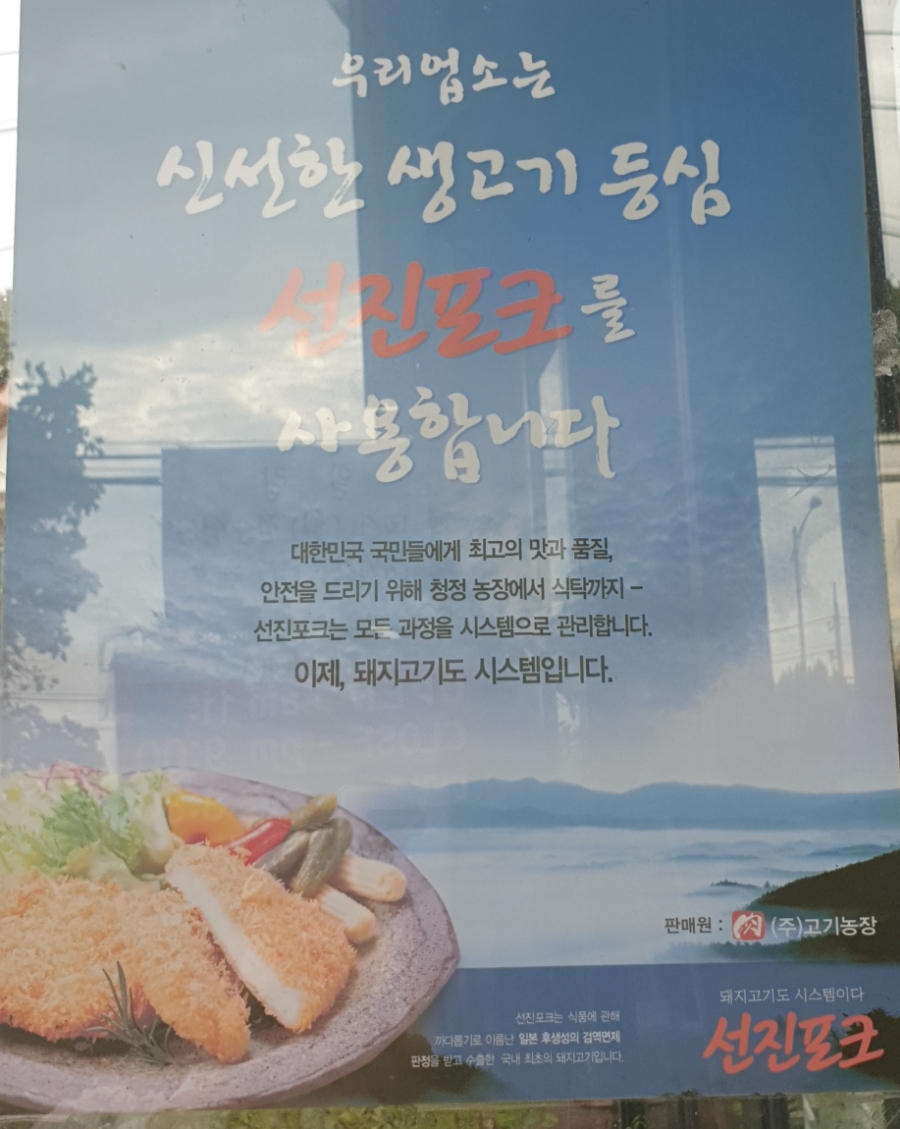 우리업소는
신선한 생고기 등심
선진포크를
사용합니다
대한민국 국민들에게 최고의 맛과 품질,
안전을 드리기 위해 청정 농장에서 식탁까지 –
선진포크는 모든 과정을 시스템으로 관리합니다.
이제, 돼지고기도 시스템입니다.
판매원 : 肉 (주)고기농장
돼지고기도 시스템이다
선진포크
선진포크는 식품에 관해
까다롭기로 이름난 일본 후생성의 검역면제
판정을 받고 수출한 국내 최초의 돼지고기입니다.